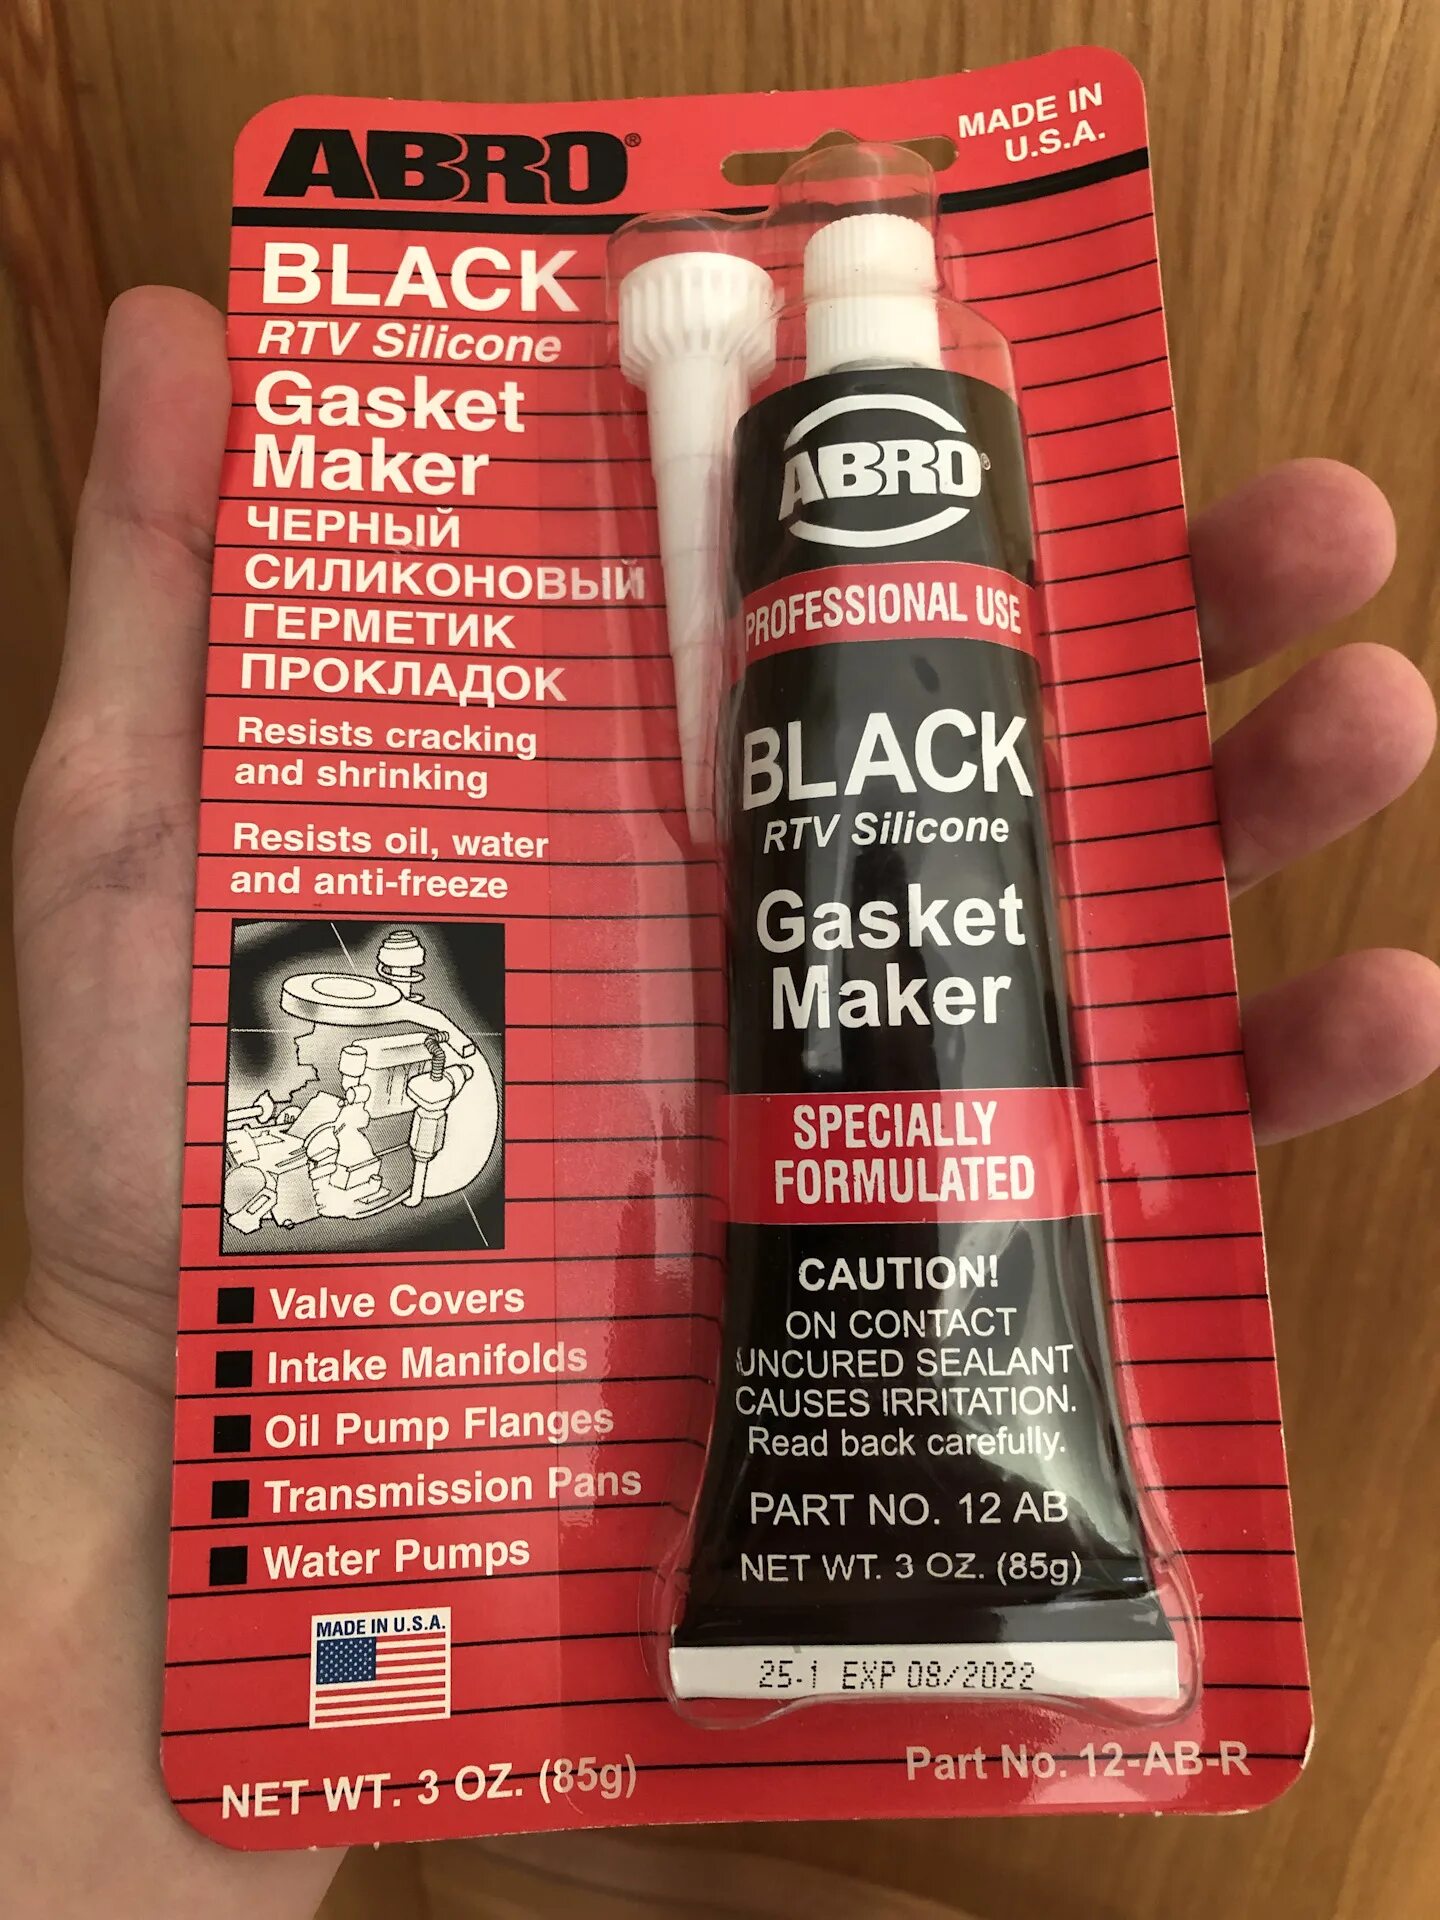 ABRO®
MADE IN
U.S.A.
BLACK
RTV Silicone
Gasket
Maker
ЧЕРНЫЙ
СИЛИКОНОВЫЙ
ГЕРМЕТИК
ПРОКЛАДОК
Resists cracking
and shrinking
Resists oil, water
and anti-freeze
Valve Covers
Intake Manifolds
Oil Pump Flanges
Transmission Pans
Water Pumps
MADE IN U.S.A.
NET WT. 3 OZ. (85g)
Part No. 12-AB-R
ABRO®
PROFESSIONAL USE
BLACK
RTV Silicone
Gasket
Maker
SPECIALLY
FORMULATED
CAUTION!
ON CONTACT
UNCURED SEALANT
CAUSES IRRITATION.
Read back carefully.
PART NO. 12 AB
NET WT. 3 OZ. (85g)
25-1 EXP 08/2022